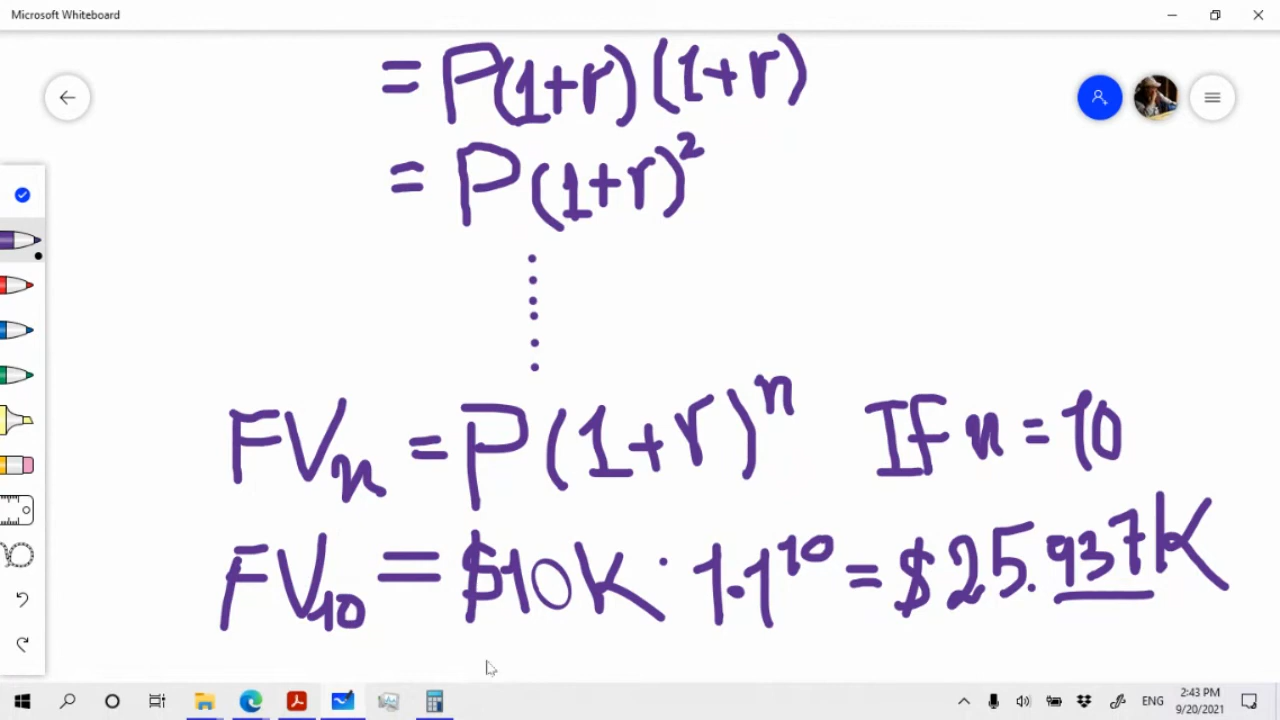 Microsoft Whiteboard
= P(1+r)(1+r)
= P(1+r)²
FVn = P(1+r)ⁿ If n = 10
FV10 = $10K · 1.1¹⁰ = $25.937K
ENG
2:43 PM
9/20/2021